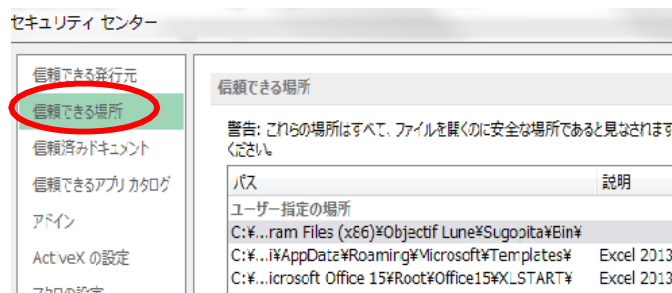 セキュリティ センター
信頼できる発行元
信頼できる場所
信頼済みドキュメント
信頼できるアプリ カタログ
アドイン
ActiveX の設定
マクロの設定
信頼できる場所
警告: これらの場所はすべて、ファイルを開くのに安全な場所であると見なされます
ください。
パス 説明
ユーザー指定の場所
C:¥...ram Files (x86)¥Objectif Lune¥Sugopita¥Bin¥
C:¥...i¥AppData¥Roaming¥Microsoft¥Templates¥ Excel 2013
C:¥...icrosoft Office 15¥Root¥Office15¥XLSTART¥ Excel 2013